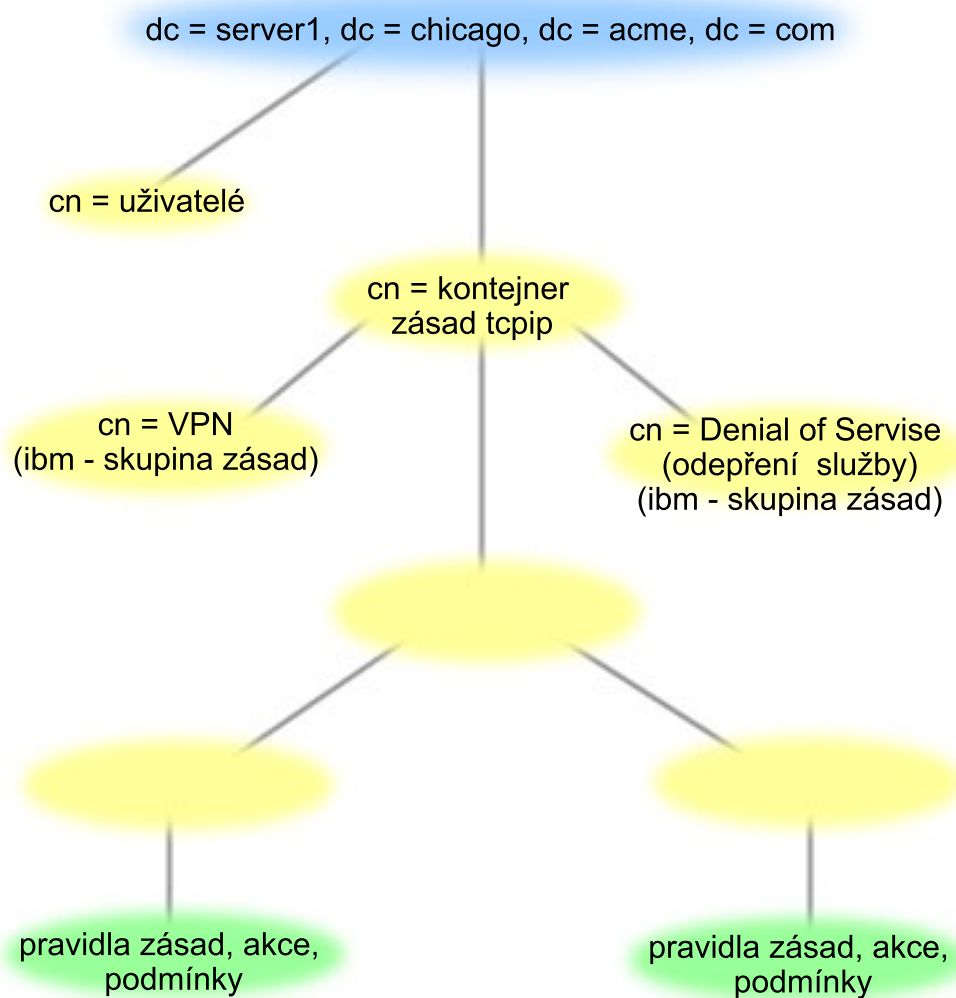 dc = server1, dc = chicago, dc = acme, dc = com
cn = uživatelé
cn = kontejner
zásad tcpip
cn = VPN
(ibm - skupina zásad)
cn = Denial of Servise
(odepření služby)
(ibm - skupina zásad)
pravidla zásad, akce,
podmínky
pravidla zásad, akce,
podmínky